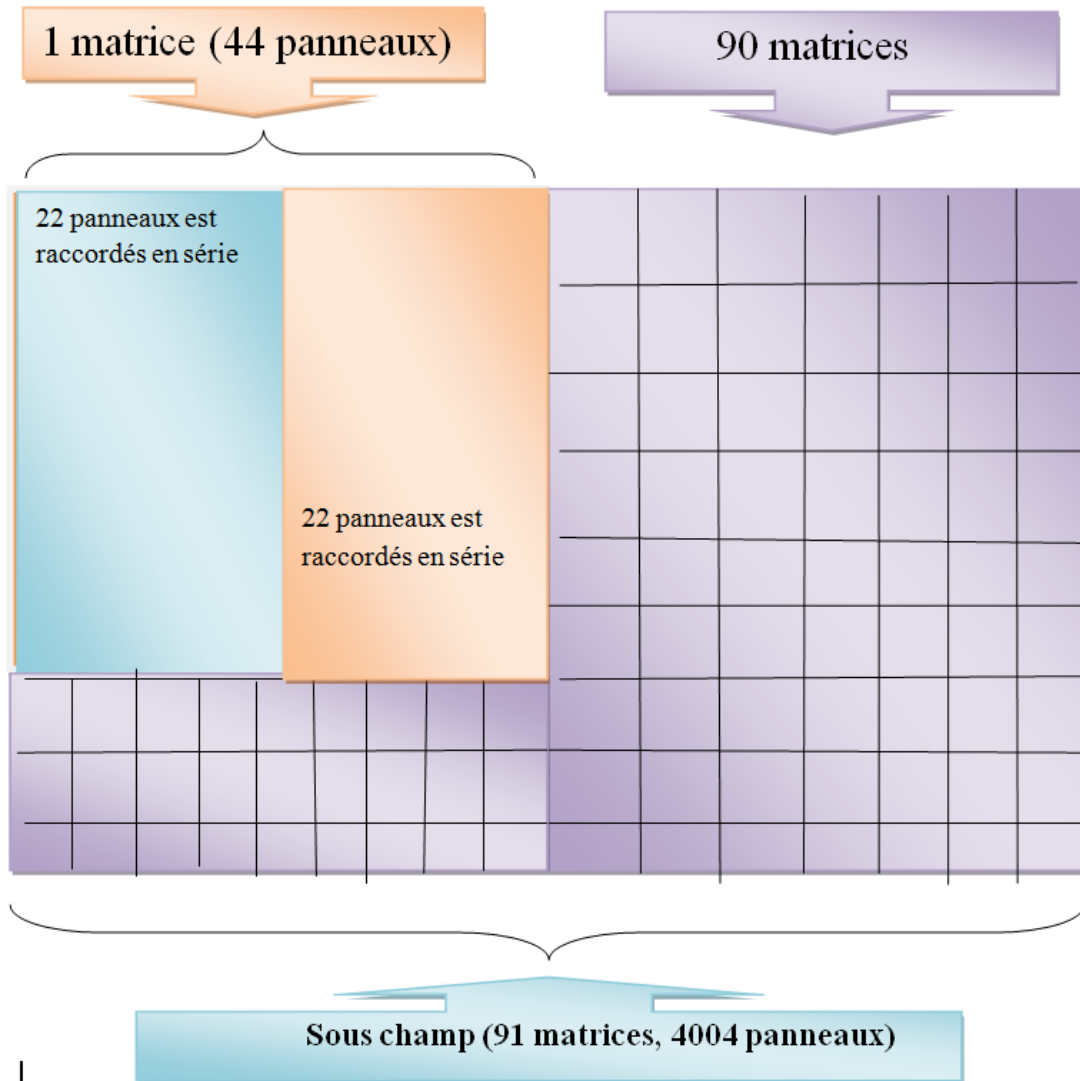 1 matrice (44 panneaux)
90 matrices
22 panneaux est
raccordés en série
22 panneaux est
raccordés en série
Sous champ (91 matrices, 4004 panneaux)